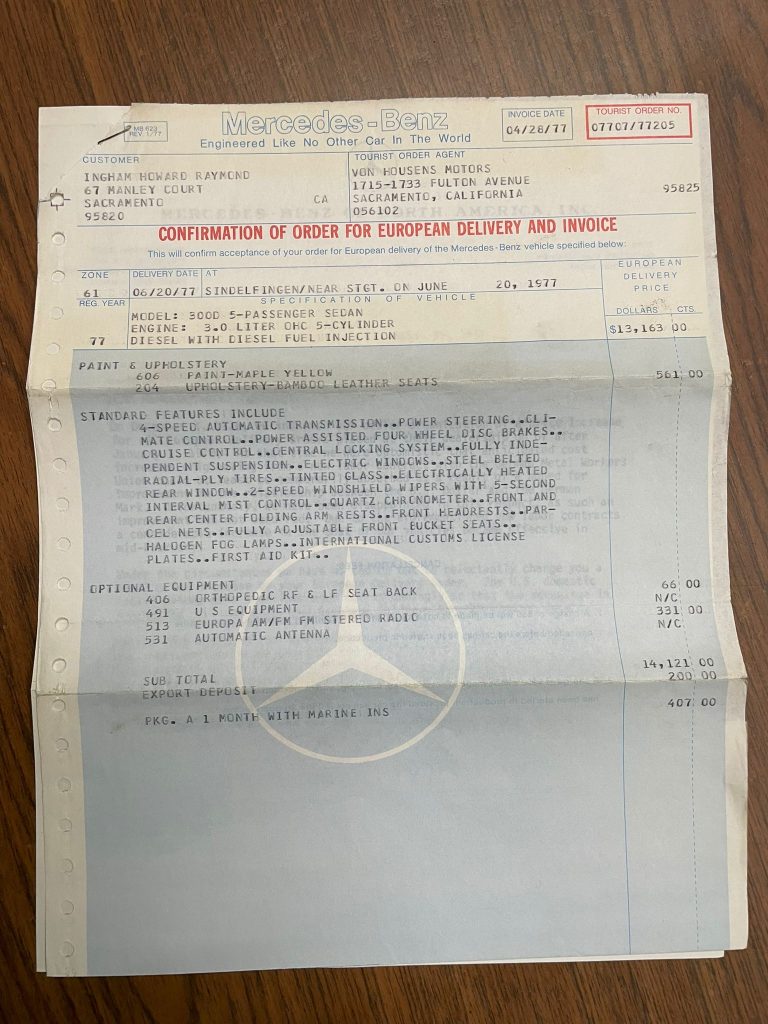 MB 623
REV. 1/77
Mercedes-Benz
Engineered Like No Other Car In The World
INVOICE DATE
04/28/77
TOURIST ORDER NO.
07707/77205
CUSTOMER
INGHAM HOWARD RAYMOND
67 MANLEY COURT
SACRAMENTO CA
95820
TOURIST ORDER AGENT
VON HOUSENS MOTORS
1715-1733 FULTON AVENUE
SACRAMENTO, CALIFORNIA 95825
056102
CONFIRMATION OF ORDER FOR EUROPEAN DELIVERY AND INVOICE
This will confirm acceptance of your order for European delivery of the Mercedes-Benz vehicle specified below:
ZONE
61
DELIVERY DATE AT
06/20/77 SINDELFINGEN/NEAR STGT. ON JUNE 20, 1977
EUROPEAN
DELIVERY
PRICE
REG. YEAR
77
SPECIFICATION OF VEHICLE
DOLLARS CTS.
MODEL: 300D 5-PASSENGER SEDAN
ENGINE: 3.0 LITER OHC 5-CYLINDER $13,163 00
DIESEL WITH DIESEL FUEL INJECTION
PAINT & UPHOLSTERY
606 PAINT-MAPLE YELLOW 561 00
204 UPHOLSTERY-BAMBOO LEATHER SEATS
STANDARD FEATURES INCLUDE
4-SPEED AUTOMATIC TRANSMISSION..POWER STEERING..CLI-
MATE CONTROL..POWER ASSISTED FOUR WHEEL DISC BRAKES..
CRUISE CONTROL..CENTRAL LOCKING SYSTEM..FULLY INDE-
PENDENT SUSPENSION..ELECTRIC WINDOWS..STEEL BELTED
RADIAL-PLY TIRES..TINTED GLASS..ELECTRICALLY HEATED
REAR WINDOW..2-SPEED WINDSHIELD WIPERS WITH 5-SECOND
INTERVAL MIST CONTROL..QUARTZ CHRONOMETER..FRONT AND
REAR CENTER FOLDING ARM RESTS..FRONT HEADRESTS..PAR-
CEL NETS..FULLY ADJUSTABLE FRONT BUCKET SEATS..
HALOGEN FOG LAMPS..INTERNATIONAL CUSTOMS LICENSE
PLATES..FIRST AID KIT..
OPTIONAL EQUIPMENT
406 ORTHOPEDIC RF & LF SEAT BACK 66 00
491 U S EQUIPMENT N/C
513 EUROPA AM/FM FM STEREO RADIO 331 00
531 AUTOMATIC ANTENNA N/C
SUB TOTAL 14,121 00
EXPORT DEPOSIT 200 00
PKG. A 1 MONTH WITH MARINE INS 407 00